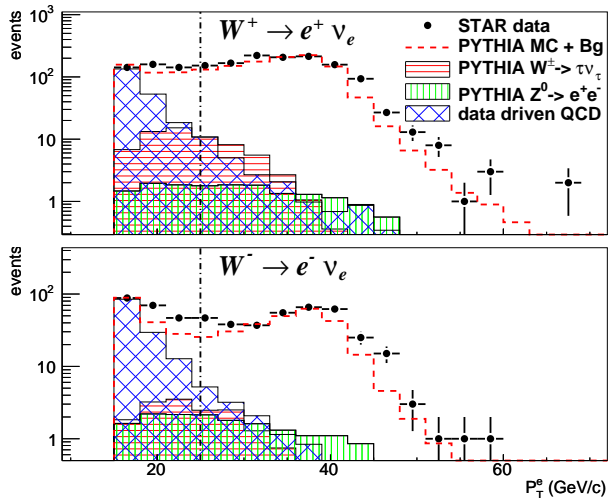 events
W⁺ → e⁺ νₑ
STAR data
PYTHIA MC + Bg
PYTHIA W±-> τντ
PYTHIA Z⁰-> e⁺e⁻
data driven QCD
10³
10²
10
1
events
W⁻ → e⁻ νₑ
10²
10
1
20 40 60
P_T^e (GeV/c)